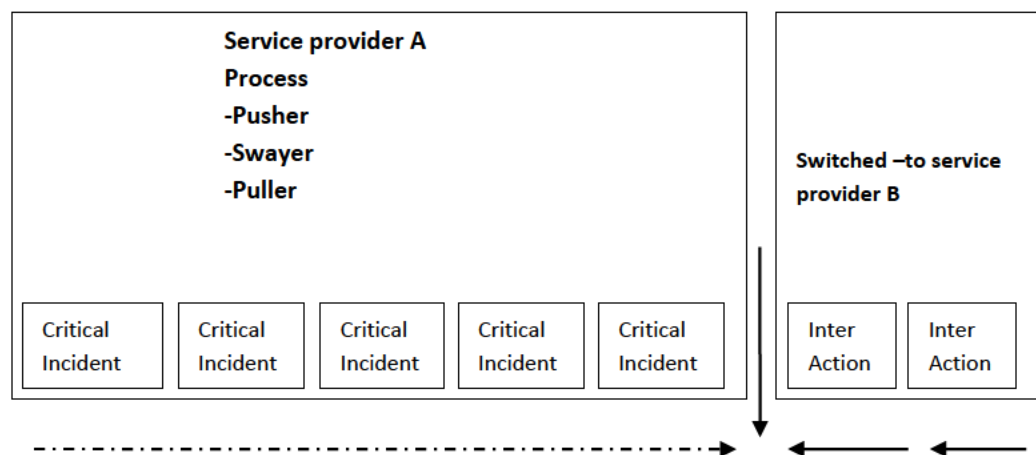 Service provider A
Process
-Pusher
-Swayer
-Puller
Switched –to service
provider B
Critical
Incident
Critical
Incident
Critical
Incident
Critical
Incident
Critical
Incident
Inter
Action
Inter
Action